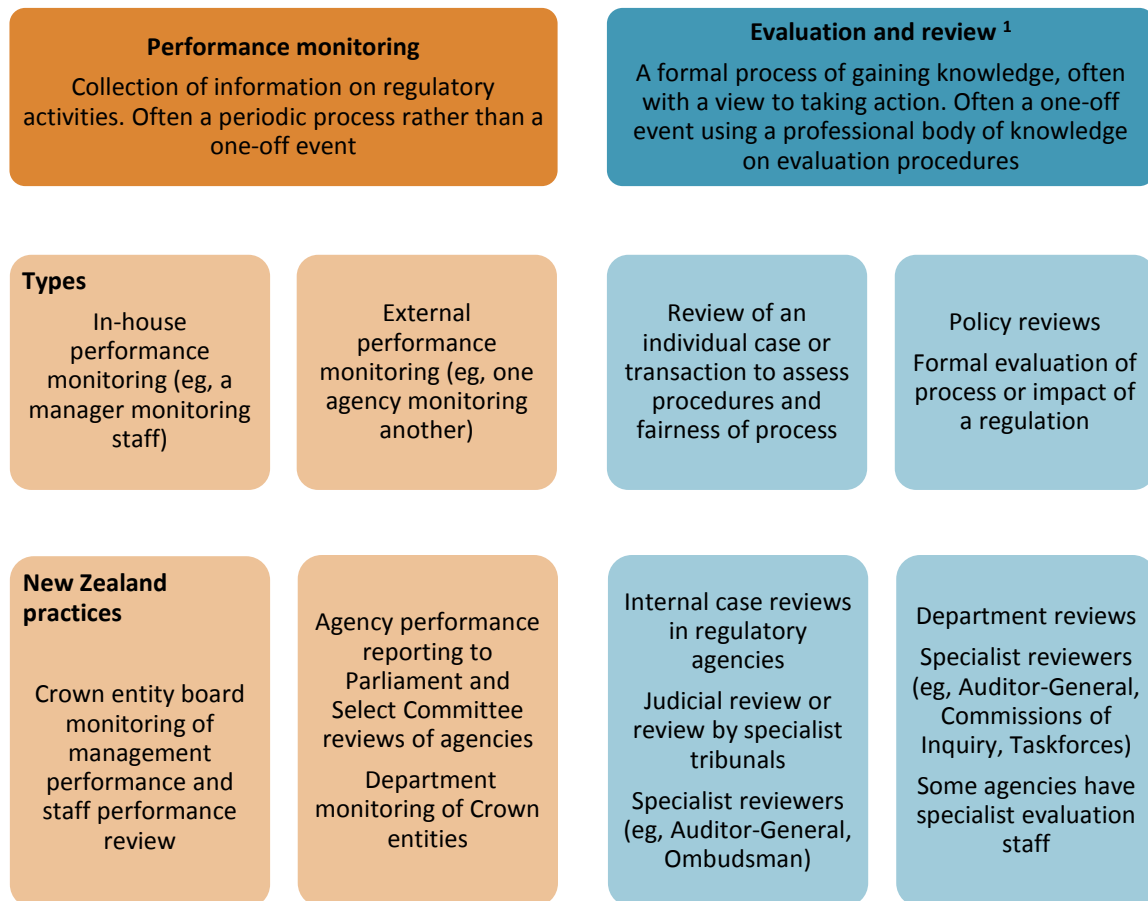 Performance monitoring
Collection of information on regulatory
activities. Often a periodic process rather than a
one-off event
Evaluation and review 1
A formal process of gaining knowledge, often
with a view to taking action. Often a one-off
event using a professional body of knowledge
on evaluation procedures
Types
In-house
performance
monitoring (eg, a
manager monitoring
staff)
External
performance
monitoring (eg, one
agency monitoring
another)
Review of an
individual case or
transaction to assess
procedures and
fairness of process
Policy reviews
Formal evaluation of
process or impact of
a regulation
New Zealand
practices
Crown entity board
monitoring of
management
performance and
staff performance
review
Agency performance
reporting to
Parliament and
Select Committee
reviews of agencies
Department
monitoring of Crown
entities
Internal case reviews
in regulatory
agencies
Judicial review or
review by specialist
tribunals
Specialist reviewers
(eg, Auditor-General,
Ombudsman)
Department reviews
Specialist reviewers
(eg, Auditor-General,
Commissions of
Inquiry, Taskforces)
Some agencies have
specialist evaluation
staff